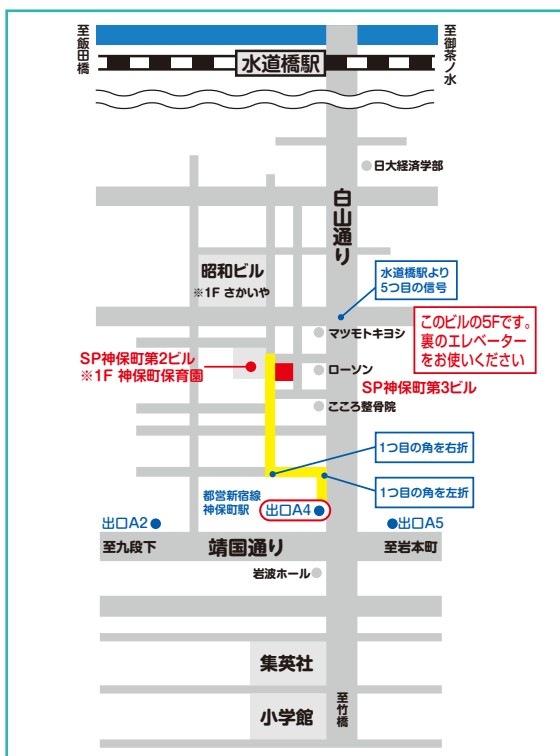 至飯田橋
至御茶ノ水
水道橋駅
日大経済学部
白山通り
昭和ビル
※1F さかいや
水道橋駅より
5つ目の信号
マツモトキヨシ
このビルの5Fです。
裏のエレベーター
をお使いください
SP神保町第2ビル
※1F 神保町保育園
ローソン
SP神保町第3ビル
こころ整骨院
1つ目の角を右折
1つ目の角を左折
都営新宿線
神保町駅
出口A4
出口A2
出口A5
至九段下
靖国通り
至岩本町
岩波ホール
集英社
小学館
至竹橋